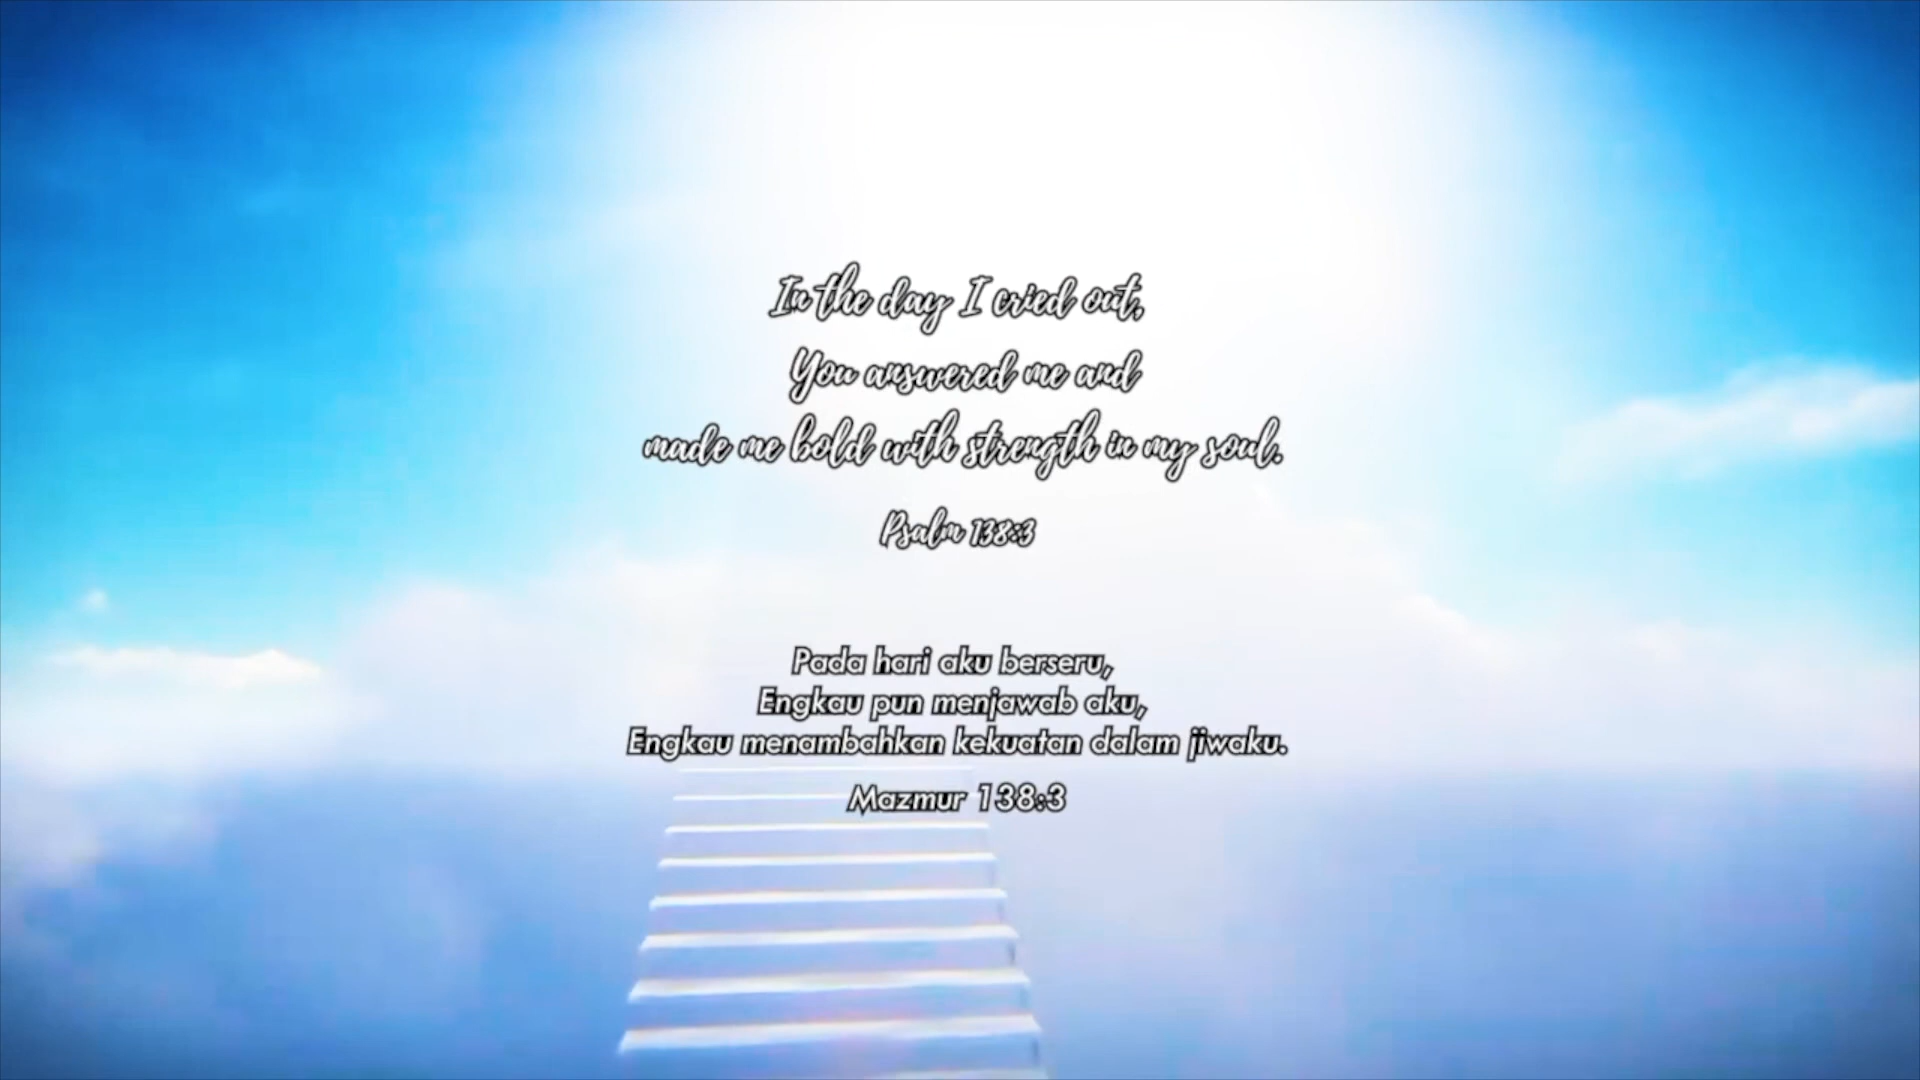 In the day I cried out,
You answered me and
made me bold with strength in my soul.
Psalm 138:3
Pada hari aku berseru,
Engkau pun menjawab aku,
Engkau menambahkan kekuatan dalam jiwaku.
Mazmur 138:3